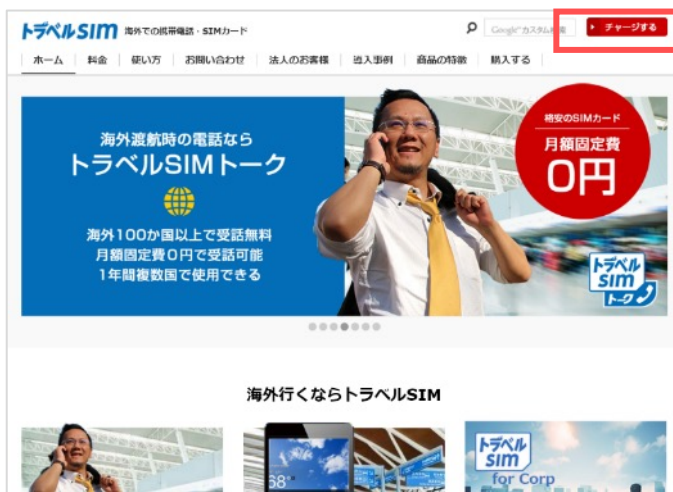 トラベルSIM 海外での携帯電話・SIMカード
Google カスタム検索
チャージする
ホーム 料金 使い方 お問い合わせ 法人のお客様 導入事例 商品の特徴 購入する
海外渡航時の電話なら
トラベルSIMトーク
海外100か国以上で受話無料
月額固定費0円で受話可能
1年間複数国で使用できる
格安のSIMカード
月額固定費
0円
トラベル
SIM
トーク
海外行くならトラベルSIM
68°
トラベル
SIM
for Corp